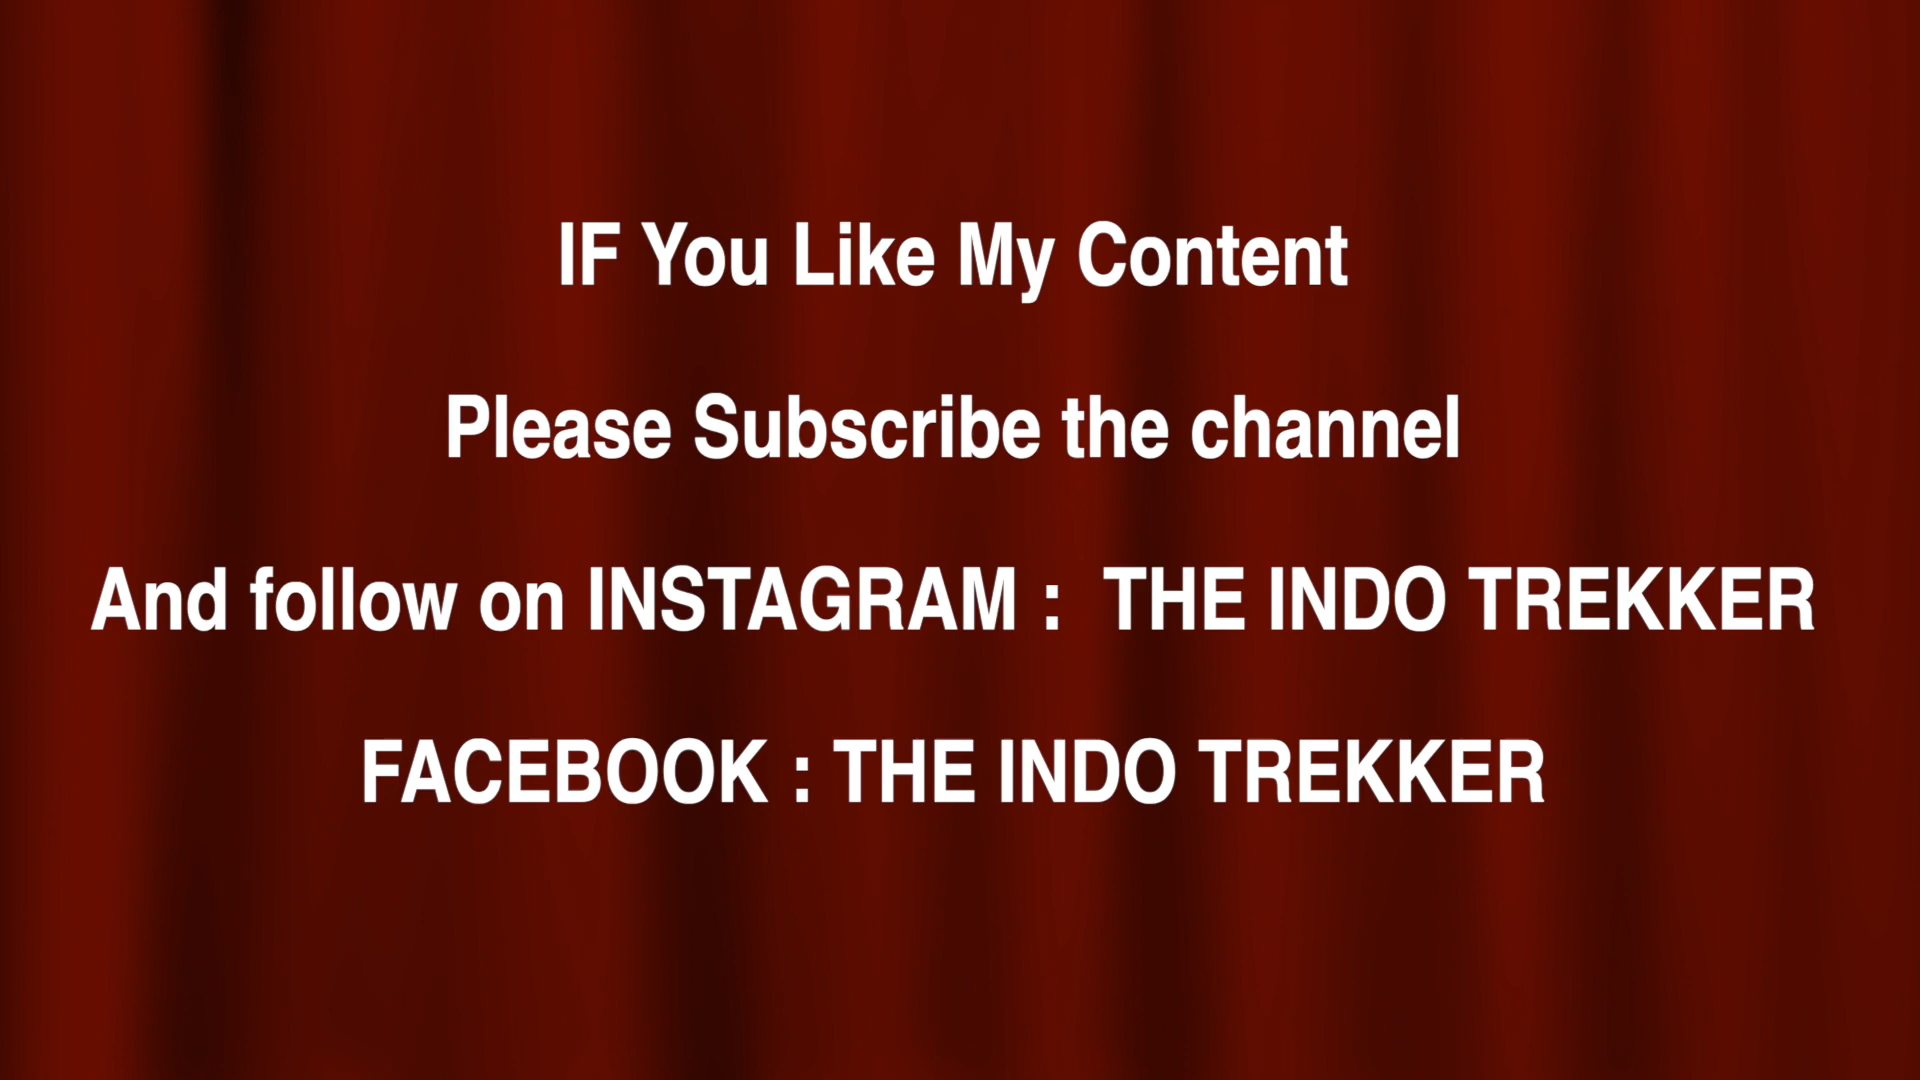 IF You Like My Content
Please Subscribe the channel
And follow on INSTAGRAM :  THE INDO TREKKER
FACEBOOK : THE INDO TREKKER